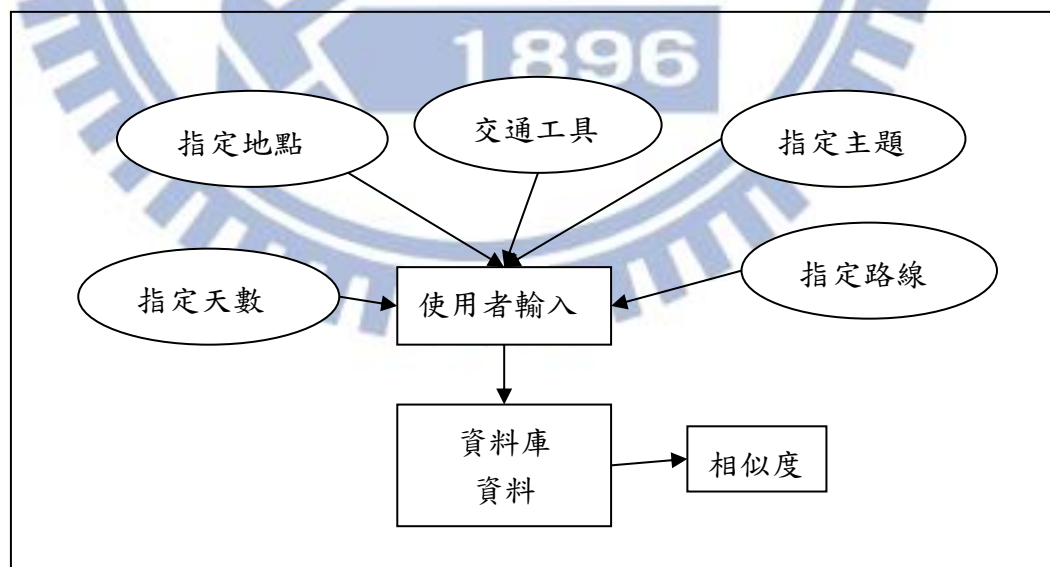 1896
指定地點
交通工具
指定主題
指定天數
使用者輸入
指定路線
資料庫
資料
相似度